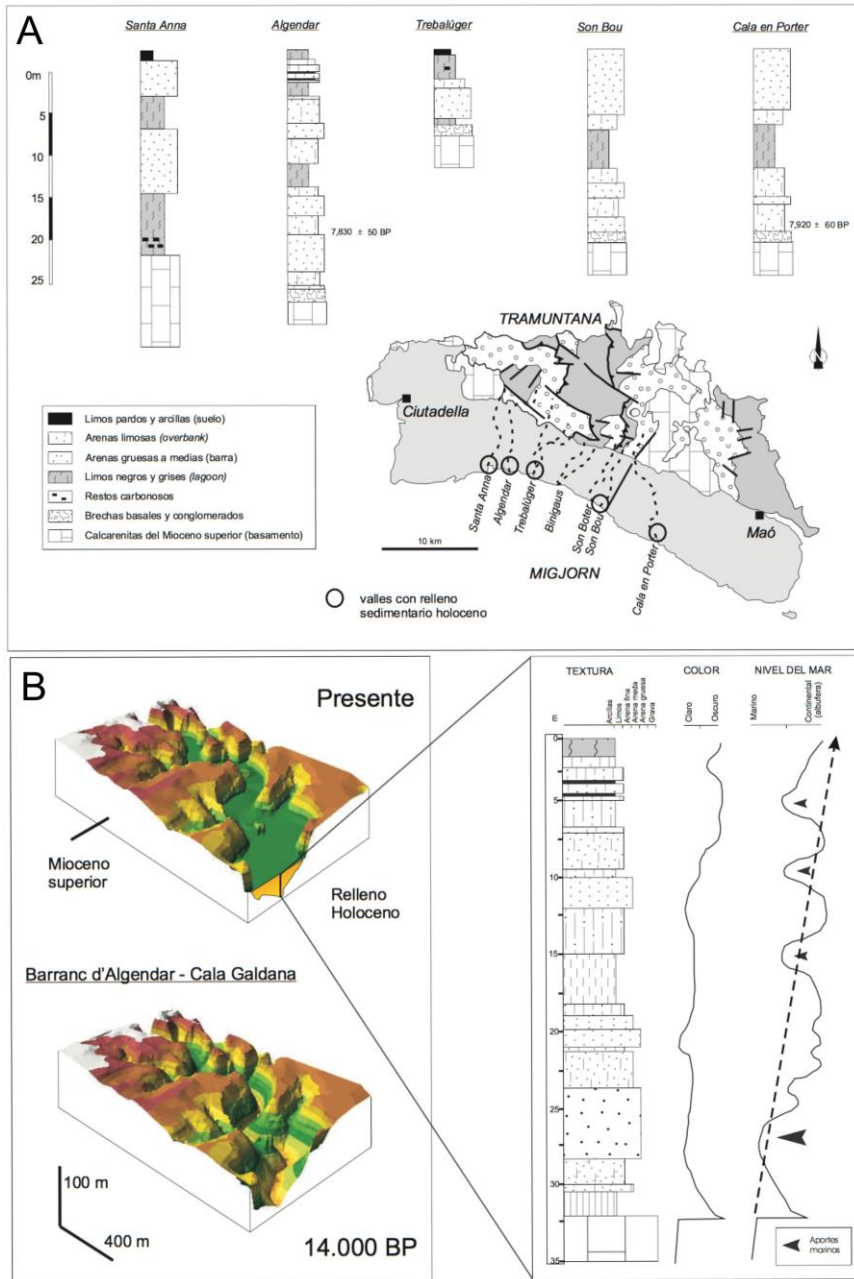 A
Santa Anna
Algendar
Trebalúger
Son Bou
Cala en Porter
0m
5
10
15
20
25
7,830 ± 50 BP
7,920 ± 60 BP
TRAMUNTANA
N
Ciutadella
Maó
Santa Anna
Algendar
Trebalúger
Binigaus
Son Boter
Son Bou
Cala en Porter
10 km
MIGJORN
valles con relleno
sedimentario holoceno
Limos pardos y arcillas (suelo)
Arenas limosas (overbank)
Arenas gruesas a medias (barra)
Limos negros y grises (lagoon)
Restos carbonosos
Brechas basales y conglomerados
Calcarenitas del Mioceno superior (basamento)
B
Presente
Mioceno
superior
Relleno
Holoceno
Barranc d'Algendar - Cala Galdana
100 m
400 m
14.000 BP
TEXTURA
COLOR
NIVEL DEL MAR
Arcillas
Limos
Arena fina
Arena meda
Arena gruesa
Grava
Claro
Oscuro
Marino
Continental
(albufera)
m
0
5
10
15
20
25
30
35
Aportes
marinos